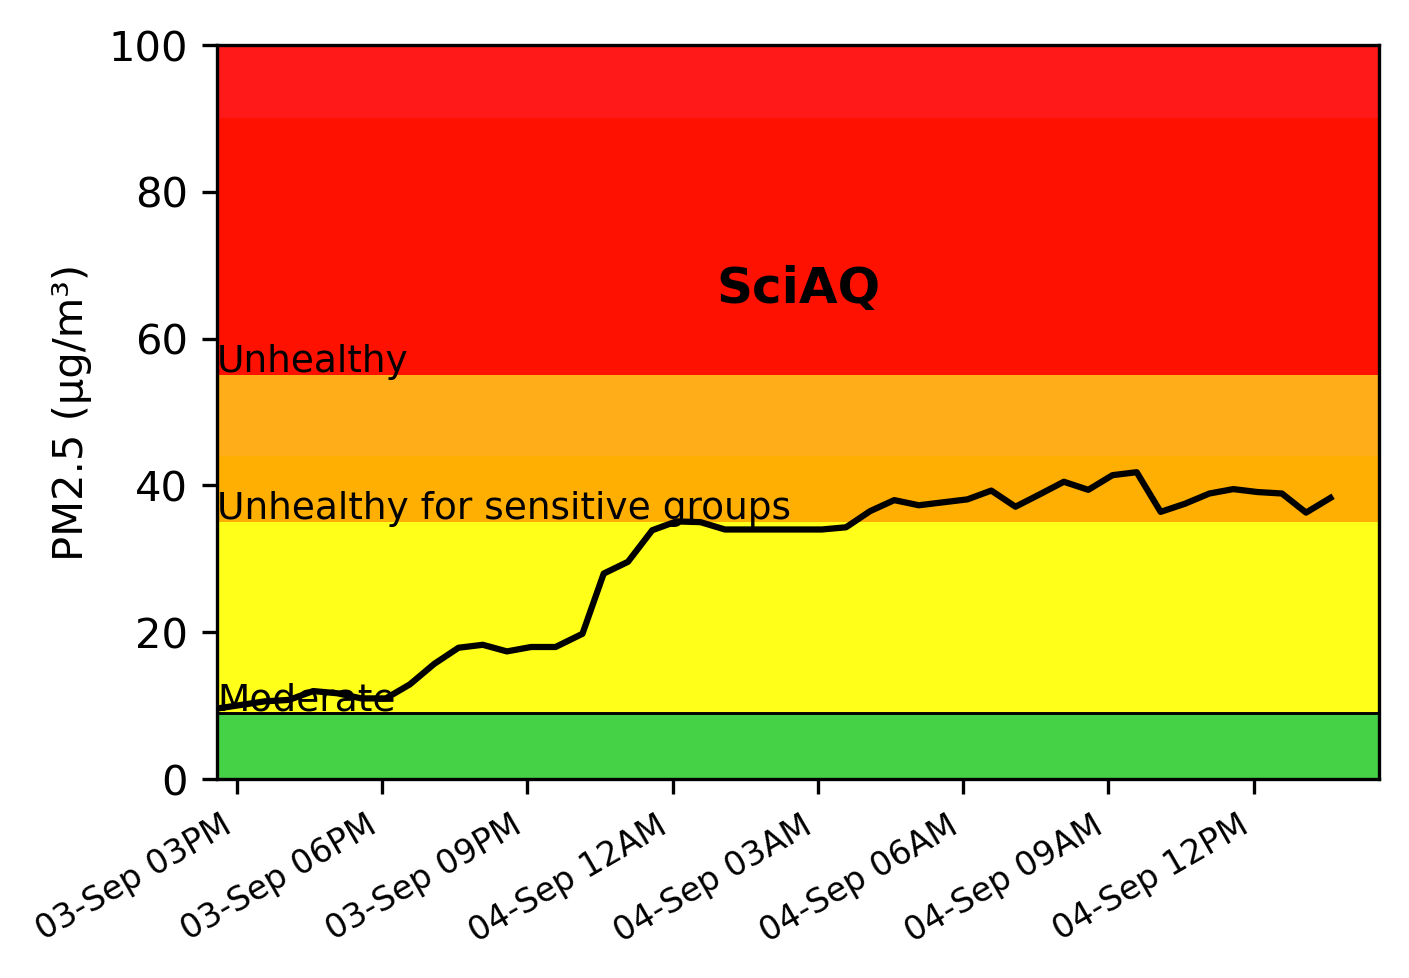 100
80
60
40
20
0
PM2.5 (µg/m³)
SciAQ
Unhealthy
Unhealthy for sensitive groups
Moderate
03-Sep 03PM
03-Sep 06PM
03-Sep 09PM
04-Sep 12AM
04-Sep 03AM
04-Sep 06AM
04-Sep 09AM
04-Sep 12PM